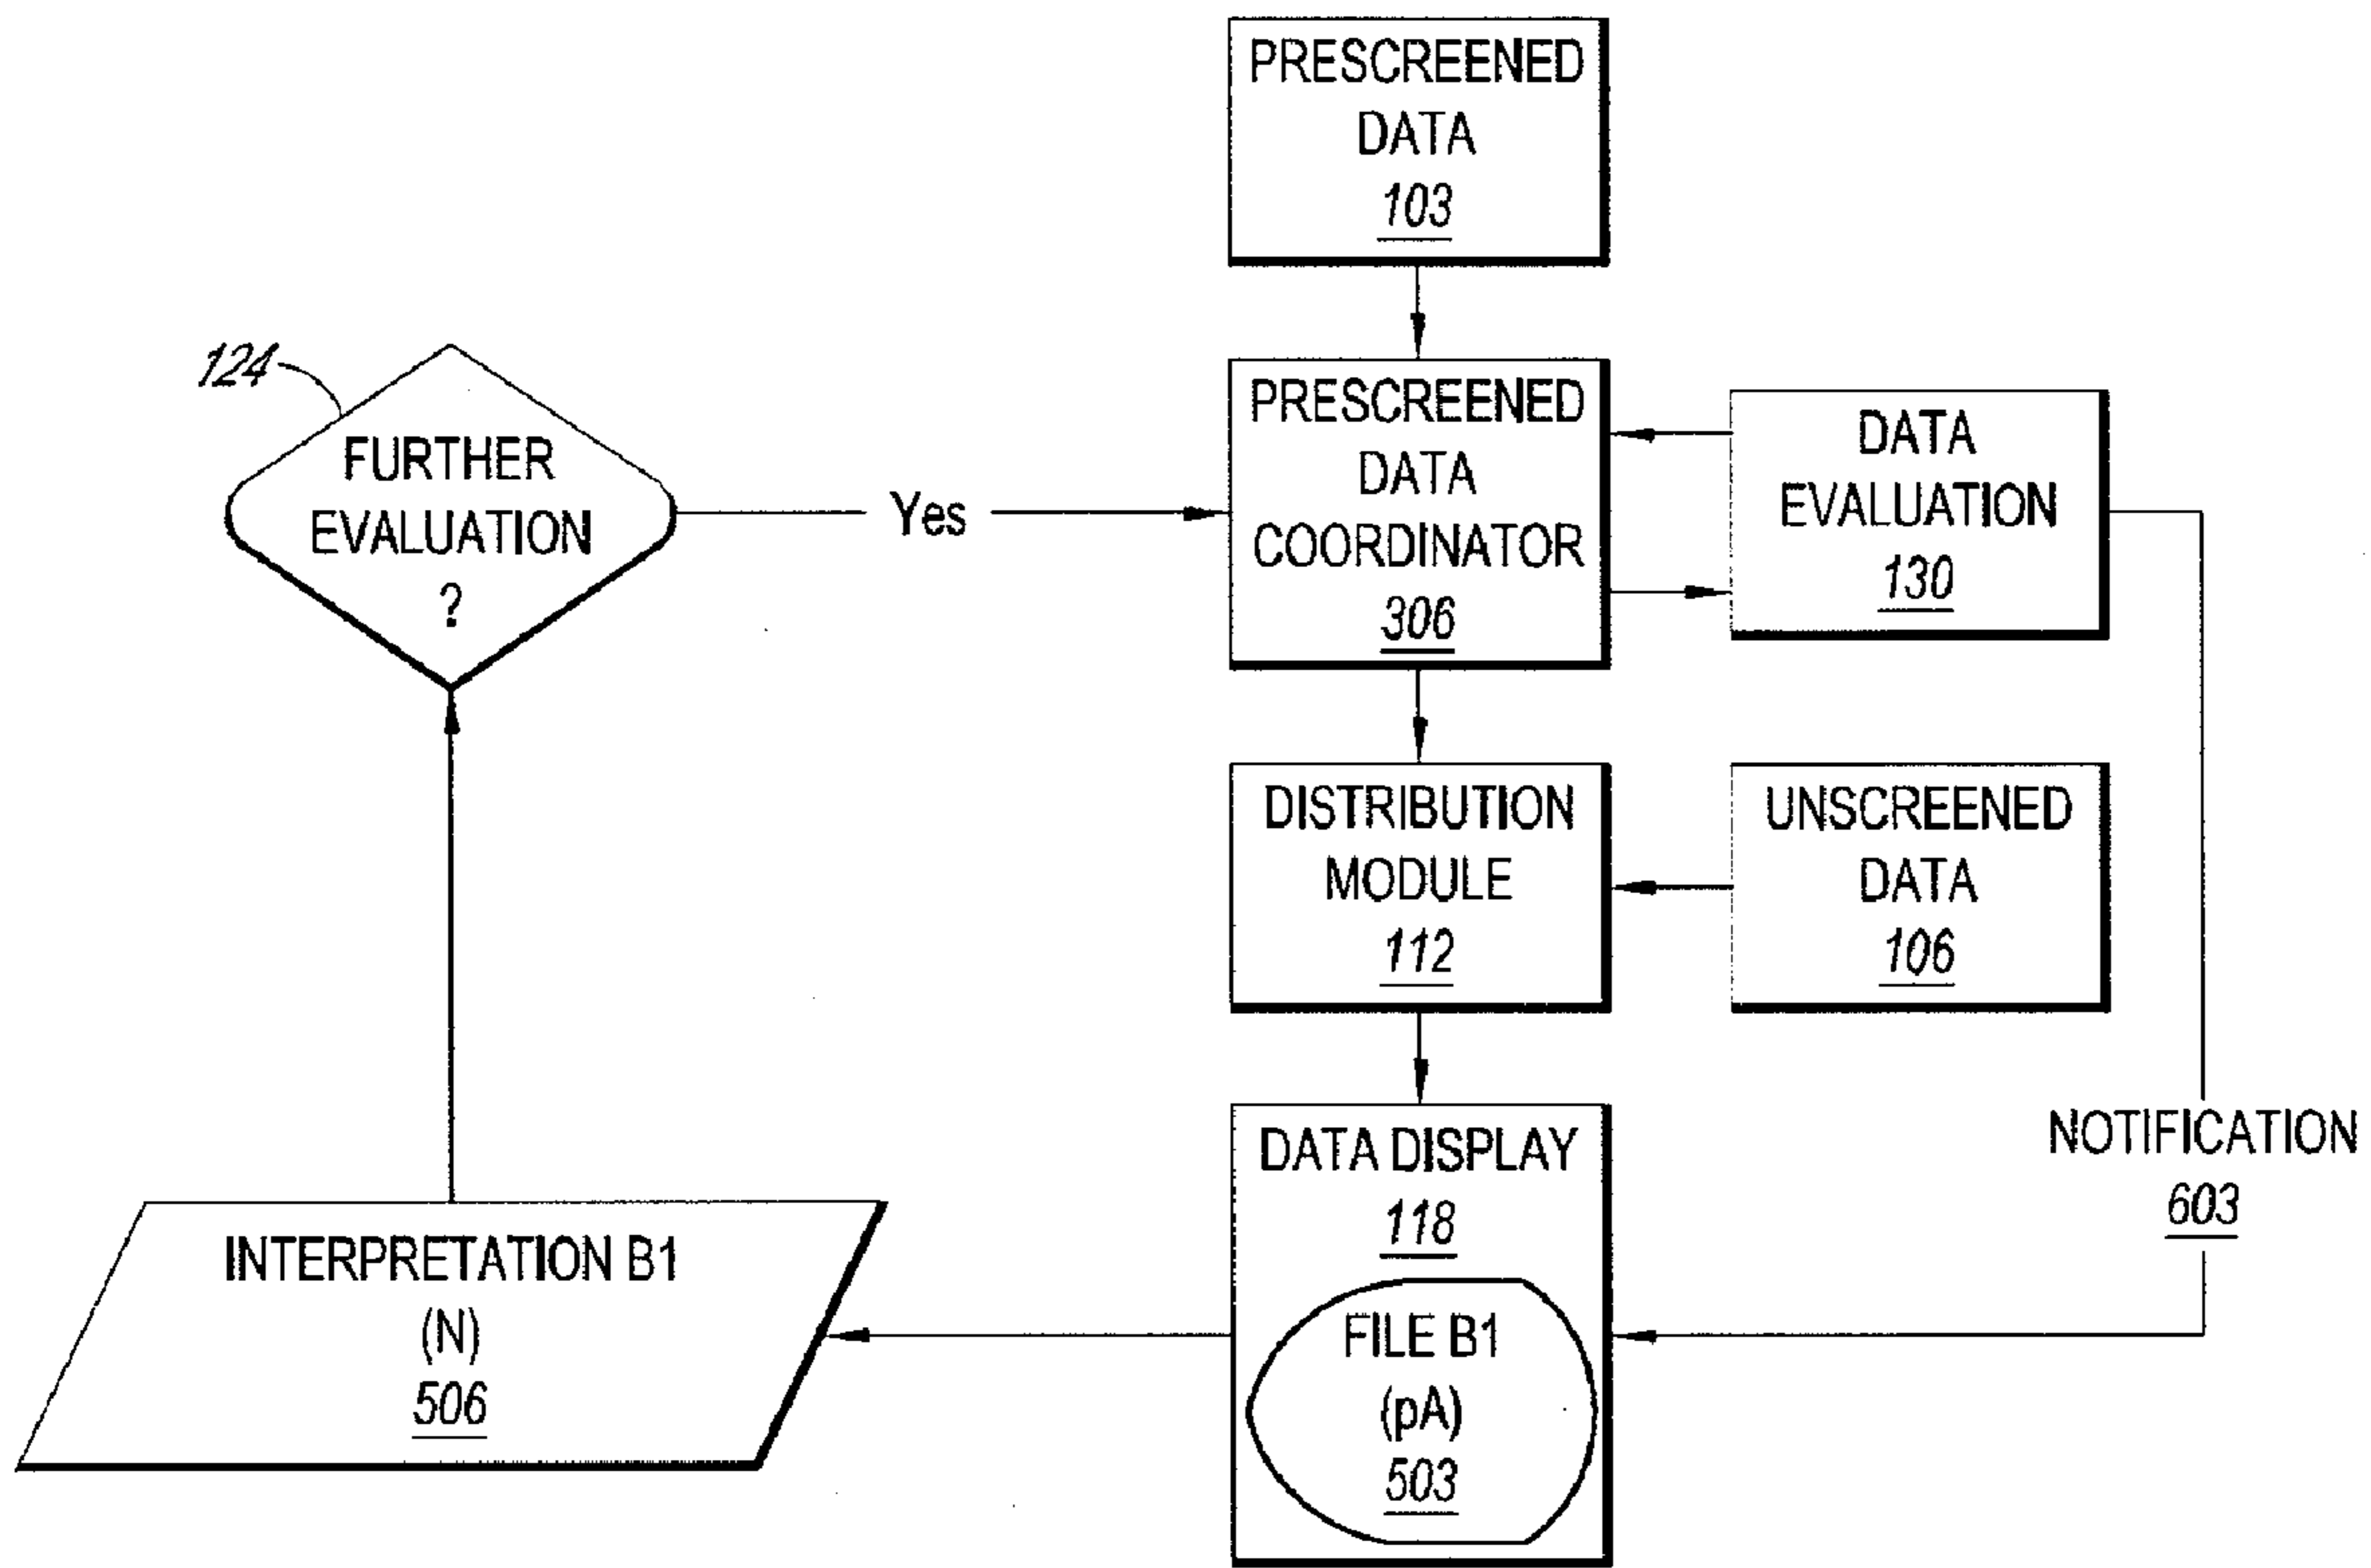 PRESCREENED
DATA
103
124
FURTHER
EVALUATION
?
Yes
PRESCREENED
DATA
COORDINATOR
306
DATA
EVALUATION
130
DISTRIBUTION
MODULE
112
UNSCREENED
DATA
106
NOTIFICATION
603
DATA DISPLAY
118
FILE B1
(pA)
503
INTERPRETATION B1
(N)
506